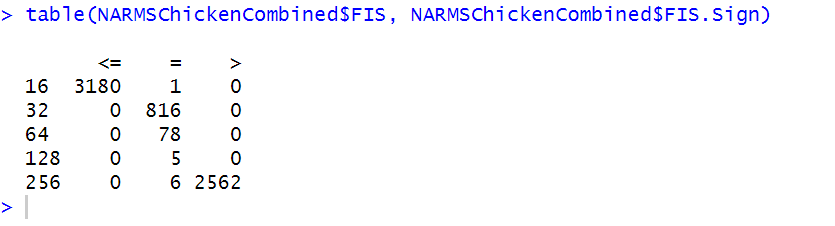 > table(NARMSChickenCombined$FIS, NARMSChickenCombined$FIS.Sign)
<= = >
16 3180 1 0
32 0 816 0
64 0 78 0
128 0 5 0
256 0 6 2562
>